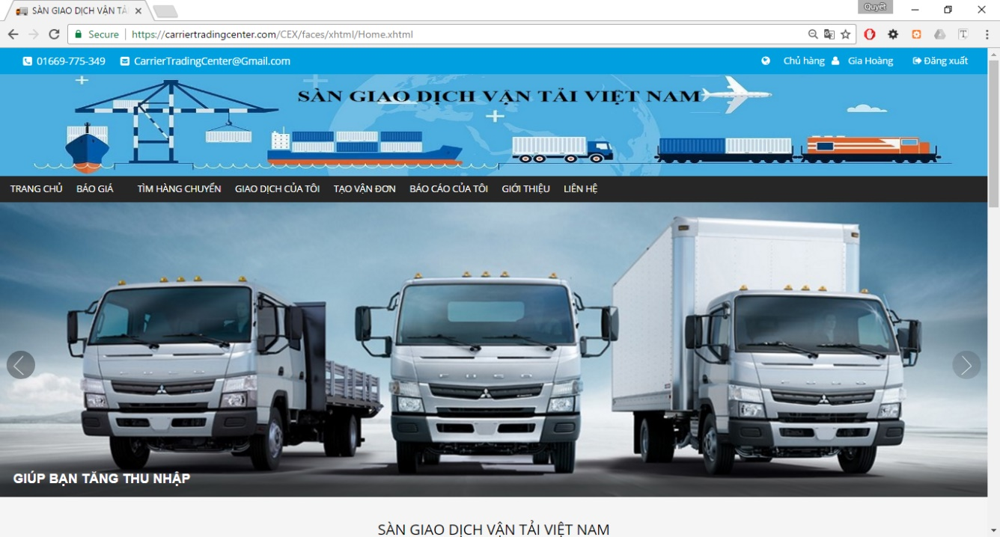 SÀN GIAO DỊCH VẬN TẢ
Quyết
Secure | https://carriertradingcenter.com/CEX/faces/xhtml/Home.xhtml
01669-775-349 CarrierTradingCenter@Gmail.com Chủ hàng Gia Hoàng Đăng xuất
SÀN GIAO DỊCH VẬN TẢI VIỆT NAM
TRANG CHỦ BÁO GIÁ TÌM HÀNG CHUYẾN GIAO DỊCH CỦA TÔI TẠO VẬN ĐƠN BÁO CÁO CỦA TÔI GIỚI THIỆU LIÊN HỆ
FUSO FUSO FUSO
GIÚP BẠN TĂNG THU NHẬP
SÀN GIAO DỊCH VẬN TẢI VIỆT NAM